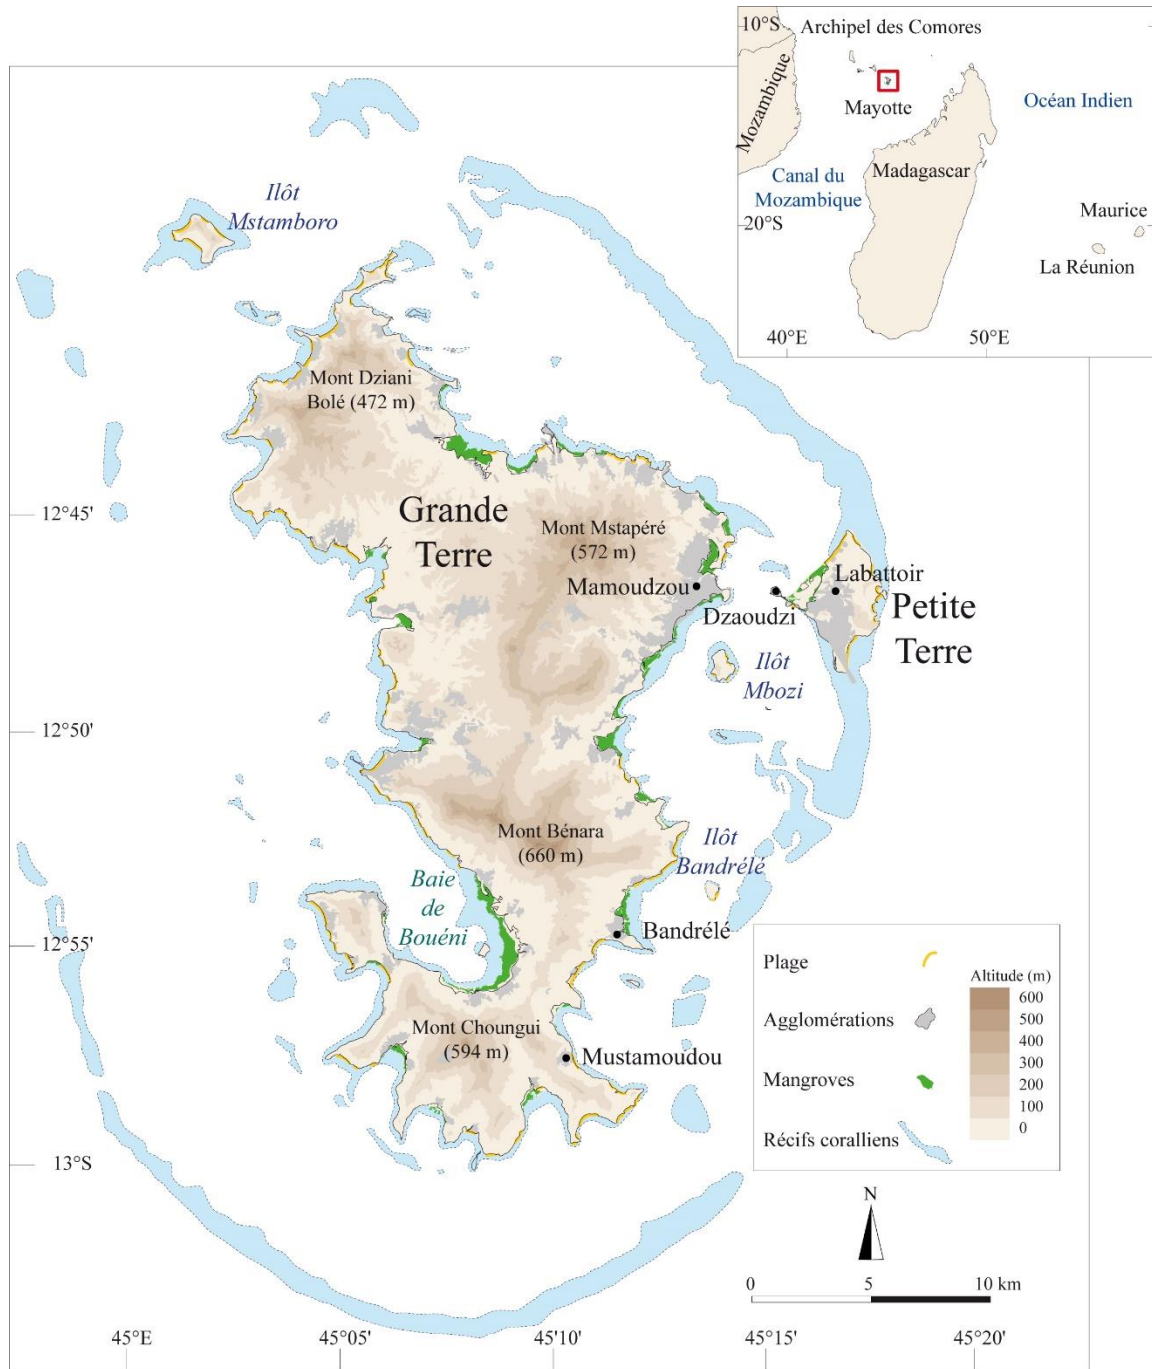 10°S
Archipel des Comores
Mozambique
Mayotte
Océan Indien
Canal du
Mozambique
Madagascar
20°S
Maurice
La Réunion
40°E
50°E
Ilôt
Mstamboro
Mont Dziani
Bolé (472 m)
12°45'
Grande
Terre
Mont Mstapéré
(572 m)
Mamoudzou
Dzaoudzi
Labattoir
Petite
Terre
Ilôt
Mbozi
12°50'
Mont Bénara
(660 m)
Ilôt
Bandrélé
Baie
de
Bouéni
12°55'
Bandrélé
Mont Choungui
(594 m)
Mustamoudou
13°S
Plage
Agglomérations
Mangroves
Récifs coralliens
Altitude (m)
600
500
400
300
200
100
0
N
0 5 10 km
45°E 45°05' 45°10' 45°15' 45°20'